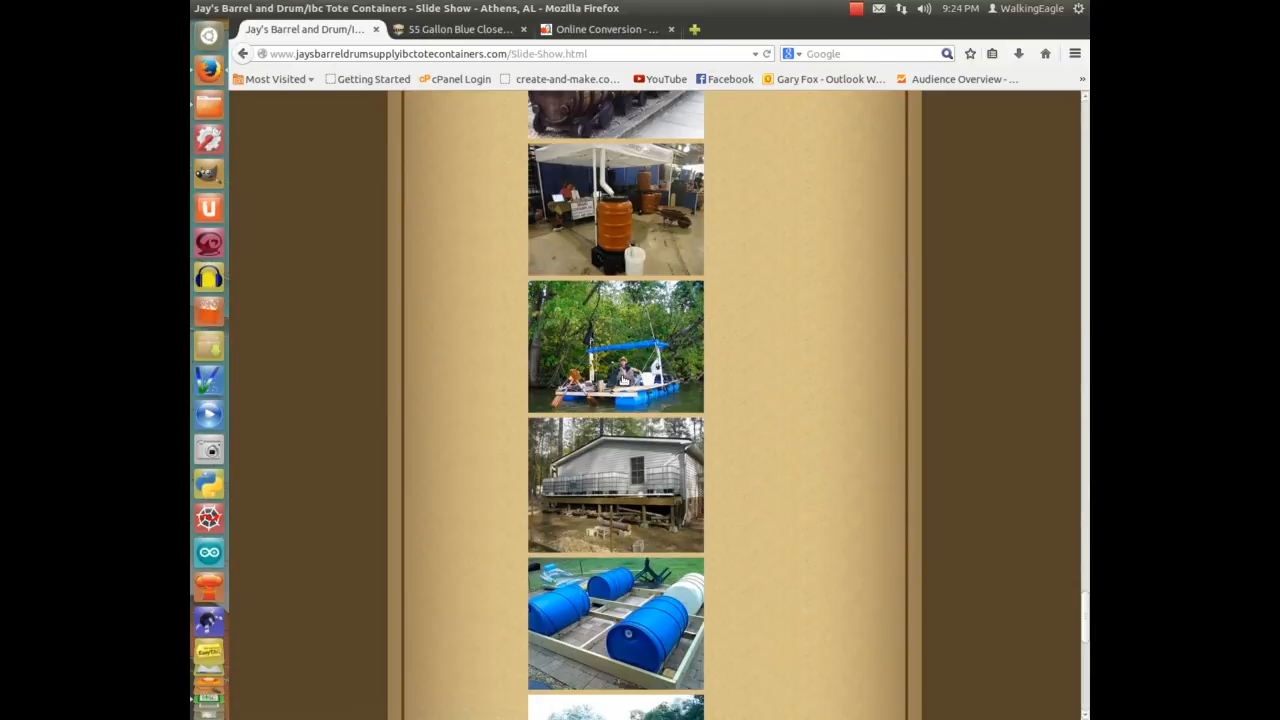 Jay's Barrel and Drum/Ibc Tote Containers - Slide Show - Athens, AL - Mozilla Firefox
9:24 PM
WalkingEagle
Jay's Barrel and Drum/I...
55 Gallon Blue Close...
Online Conversion - ...
www.jaysbarreldrumsupplyibctotecontainers.com/Slide-Show.html
Google
Most Visited
Getting Started
cPanel Login
create-and-make.co...
YouTube
Facebook
Gary Fox - Outlook W...
Audience Overview - ...
»